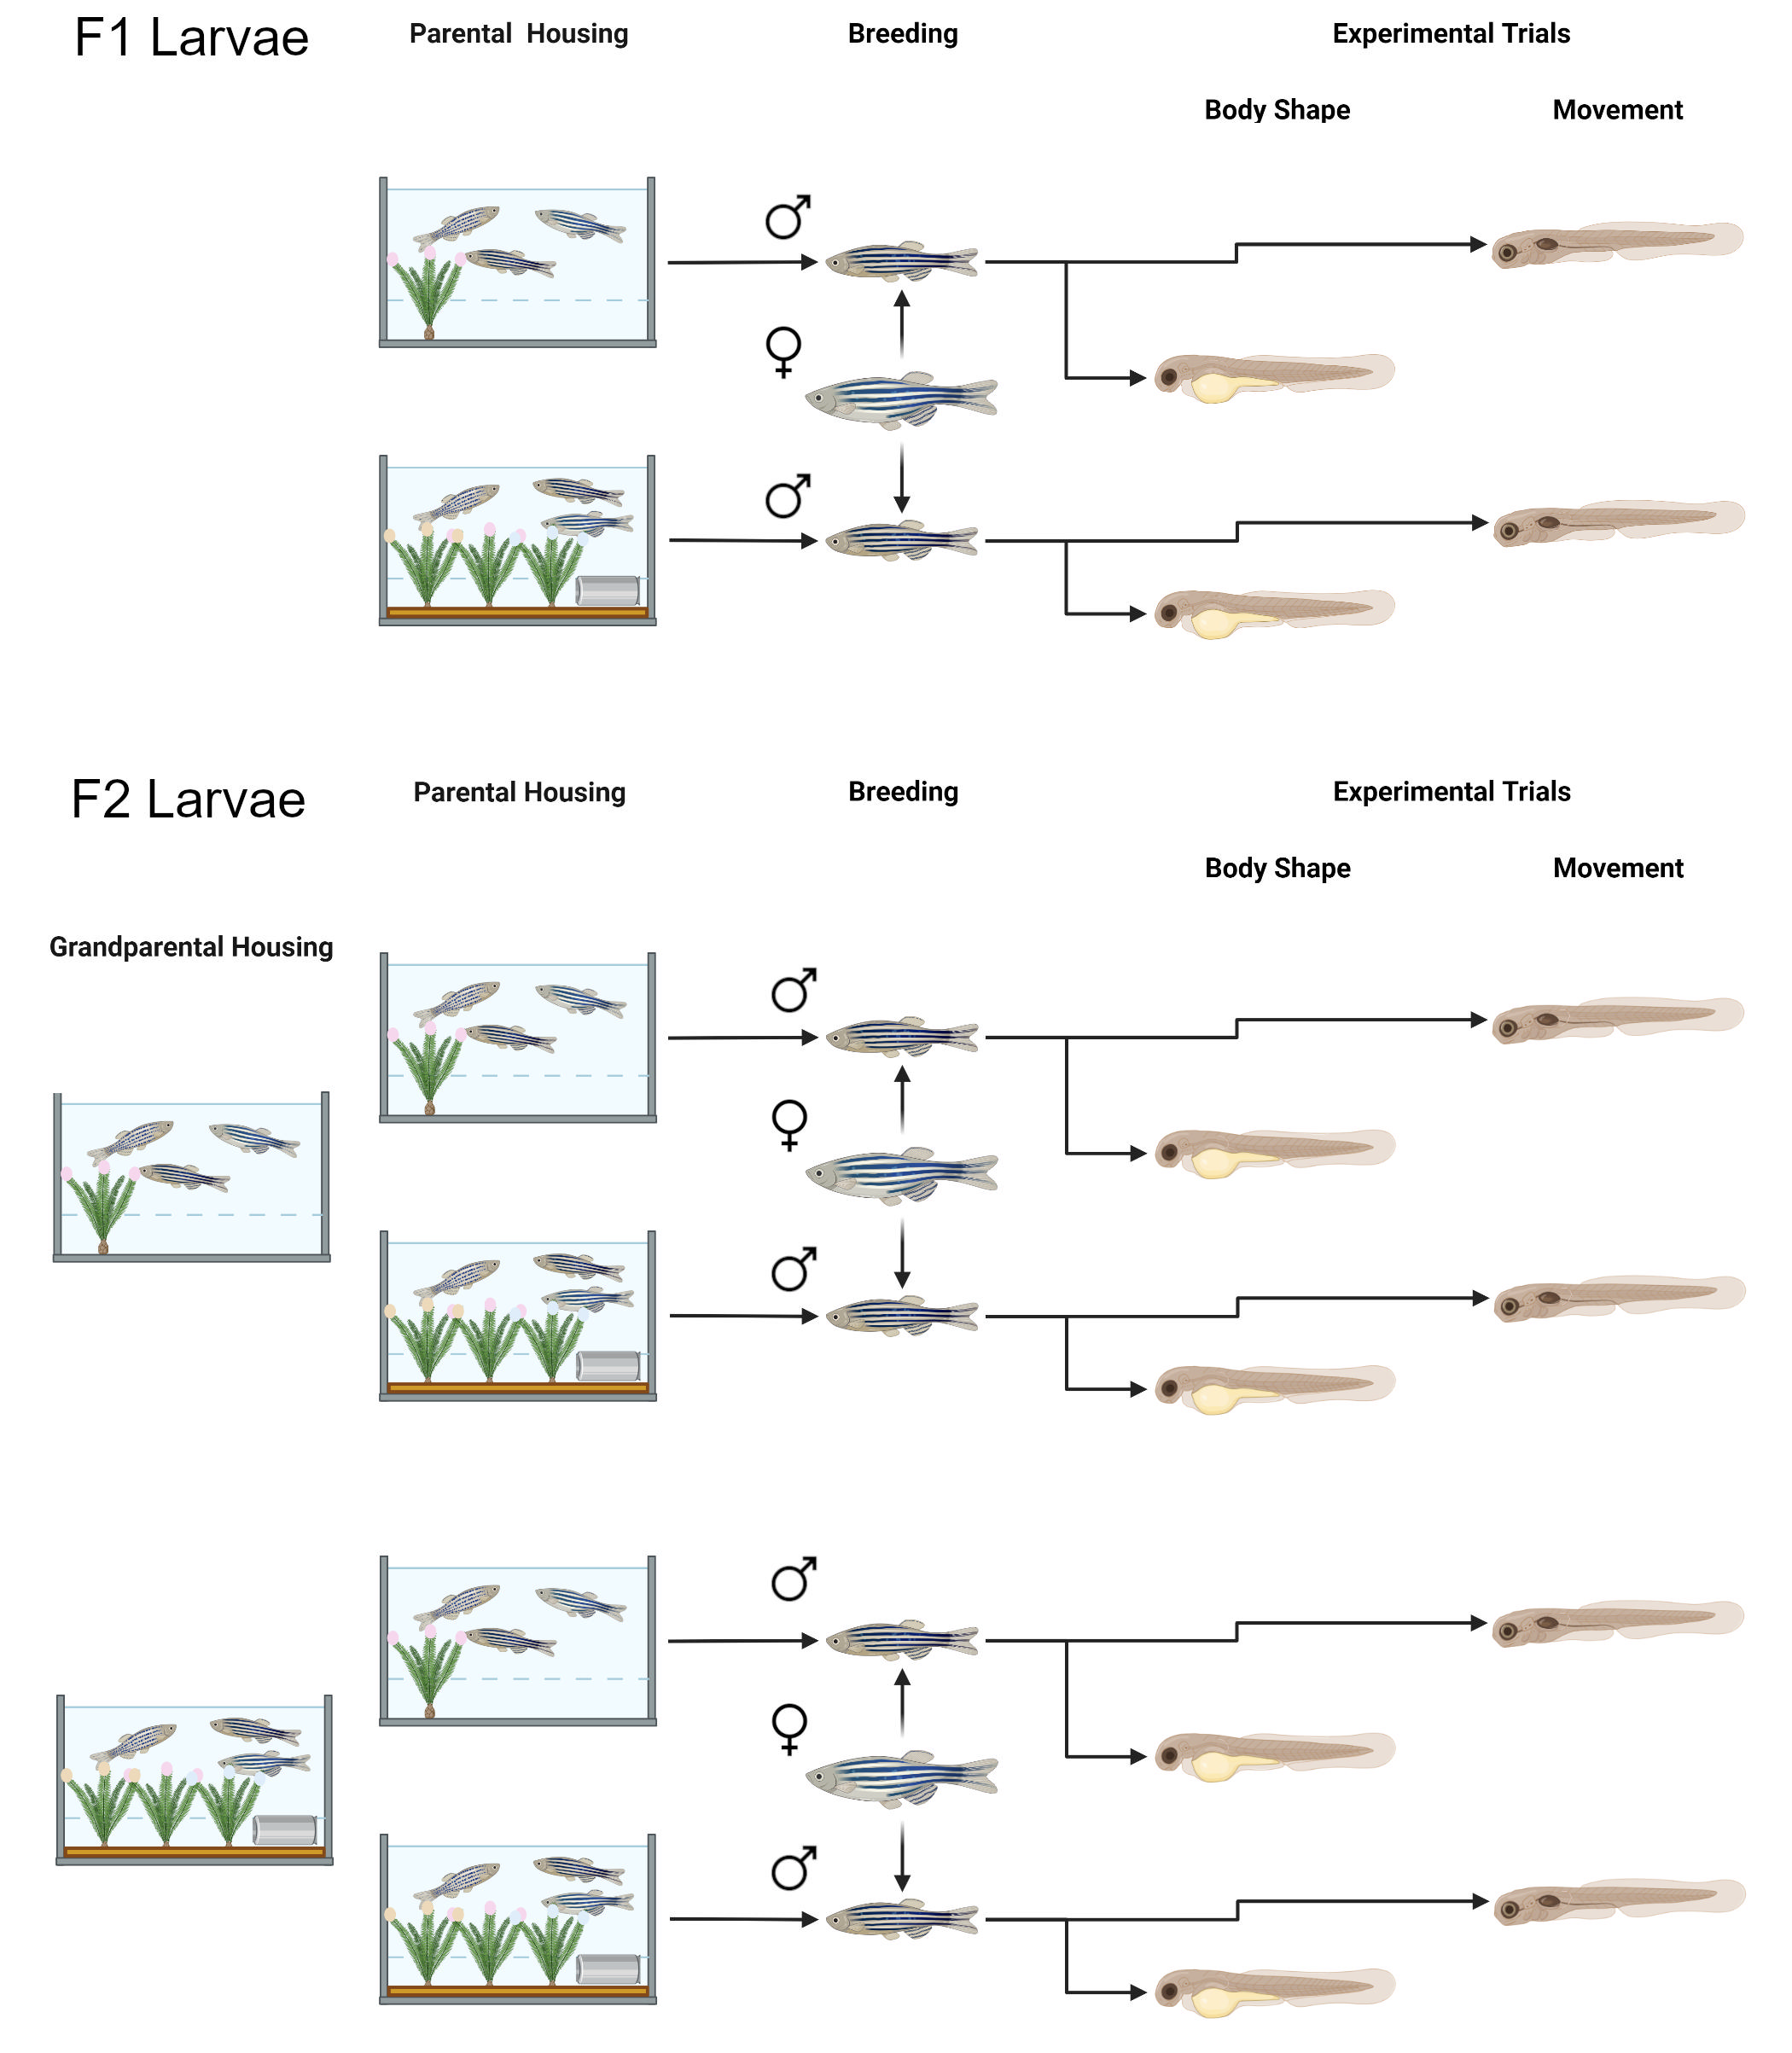 F1 Larvae
Parental Housing
Breeding
Experimental Trials
Body Shape
Movement
♂
♀
♂
F2 Larvae
Parental Housing
Breeding
Experimental Trials
Body Shape
Movement
Grandparental Housing
♂
♀
♂
♂
♀
♂